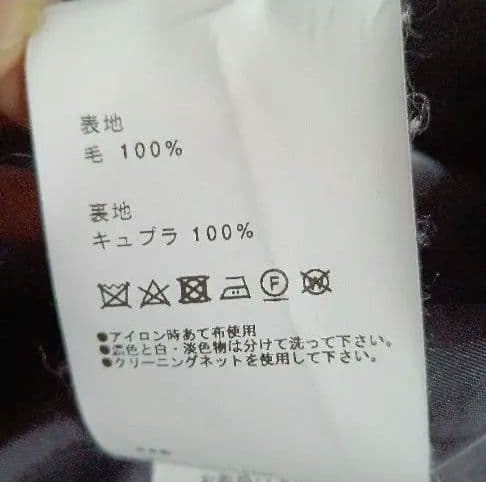 表地
毛 100%
裏地
キュプラ 100%
F
W
●アイロン時あて布使用
●濃色と白・淡色物は分けて洗って下さい。
●クリーニングネットを使用して下さい。